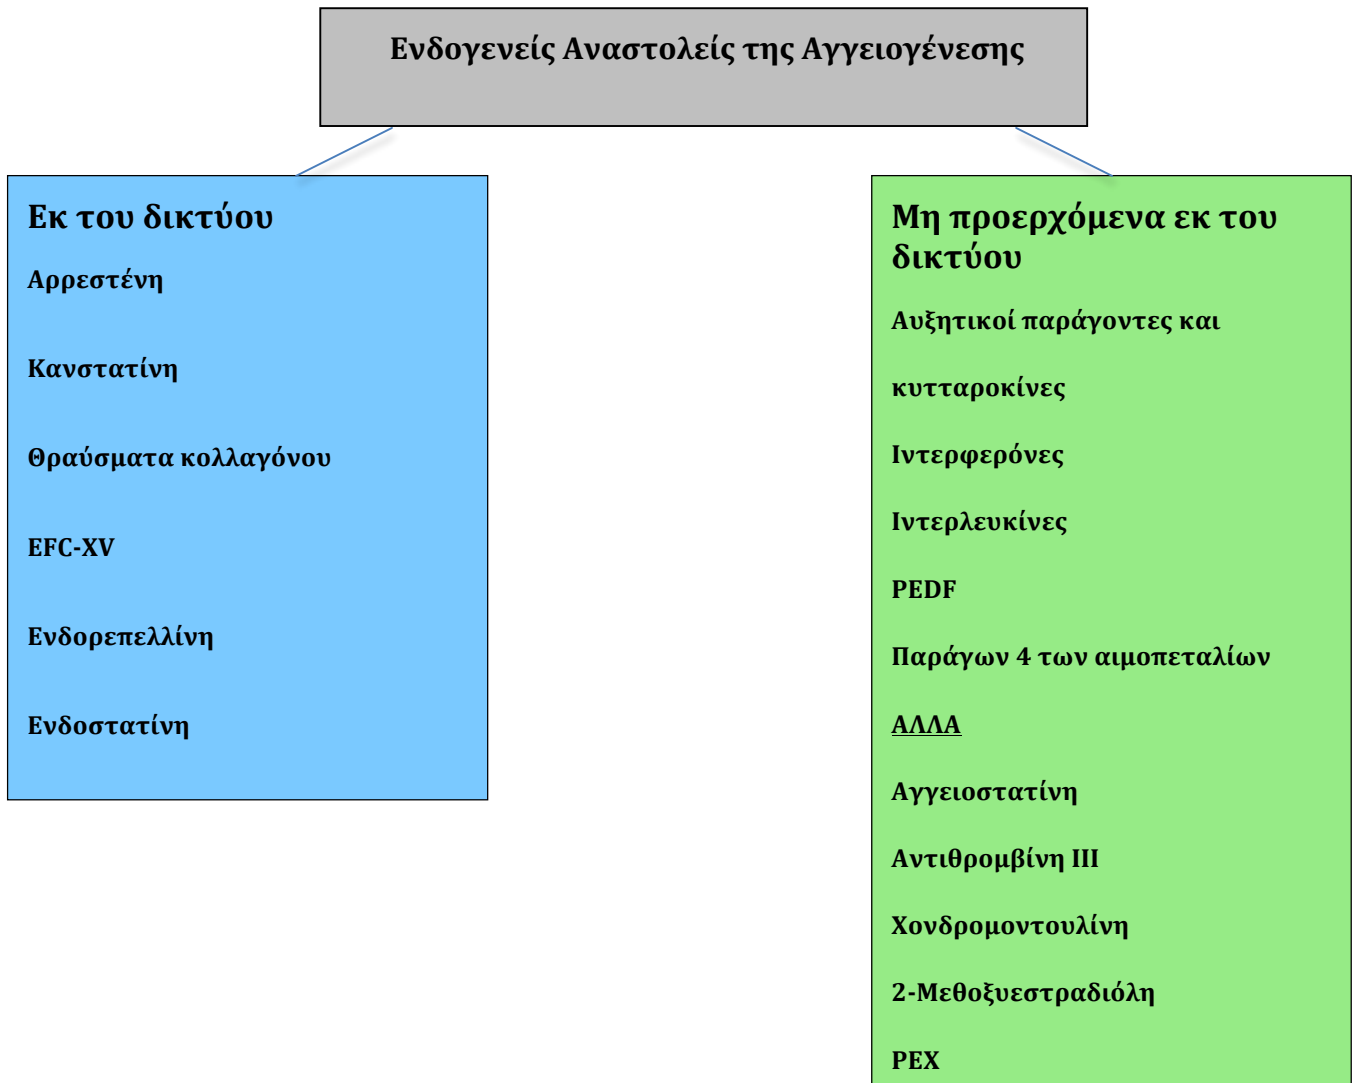 Ενδογενείς Αναστολείς της Αγγειογένεσης
Εκ του δικτύου
Αρρεστένη
Κανστατίνη
Θραύσματα κολλαγόνου
EFC-XV
Ενδορεπελλίνη
Ενδοστατίνη
Μη προερχόμενα εκ του
δικτύου
Αυξητικοί παράγοντες και
κυτταροκίνες
Ιντερφερόνες
Ιντερλευκίνες
PEDF
Παράγων 4 των αιμοπεταλίων
ΑΛΛΑ
Αγγειοστατίνη
Αντιθρομβίνη ΙΙΙ
Χονδρομοντουλίνη
2-Μεθοξυεστραδιόλη
PEX